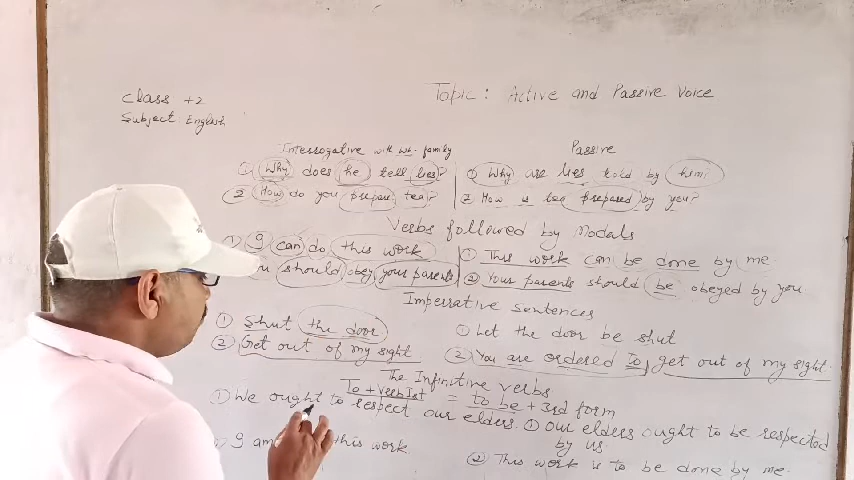 Topic: Active and Passive Voice
Class +2
Subject English
Interrogative with Wh. family
Passive
① Why does he tell lies?
① Why are lies told by him?
2 How do you prepare tea?
2 How is tea prepared by you?
Verbs followed by Modals
1 I can do this work
① This work can be done by me.
should obey your parents
② Your parents should be obeyed by you
Imperative Sentences
① Shut the door
① Let the door be shut
② Get out of my sight
② You are ordered to get out of my sight.
The Infinitive verbs
To + Verb Ist = to be + 3rd form
① We ought to respect our elders.
① Our elders ought to be respected by us.
I am this work.
② This work is to be done by me.